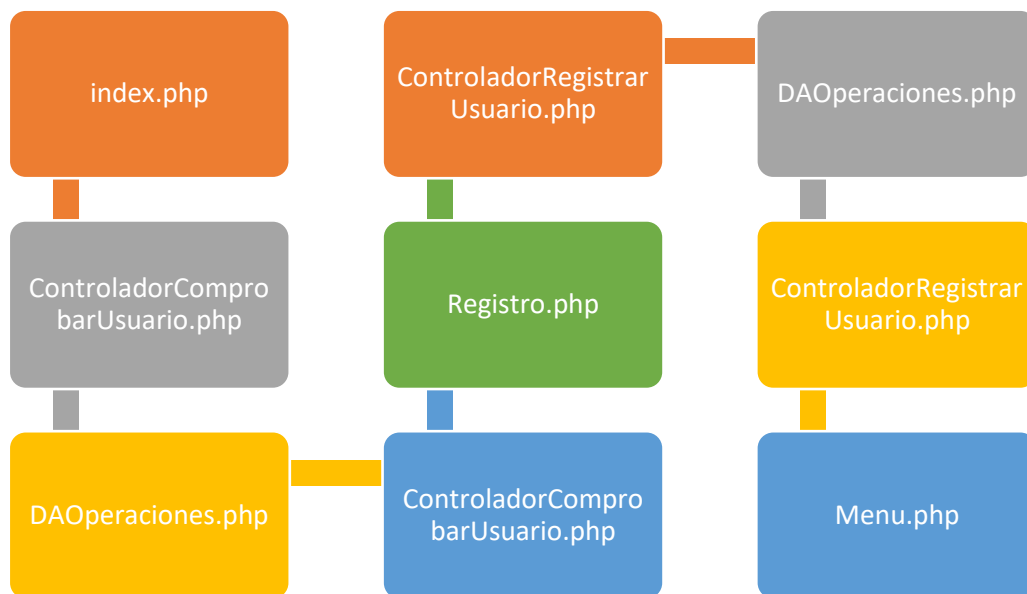 index.php
ControladorCompro
barUsuario.php
DAOperaciones.php
ControladorCompro
barUsuario.php
Registro.php
ControladorRegistrar
Usuario.php
DAOperaciones.php
ControladorRegistrar
Usuario.php
Menu.php